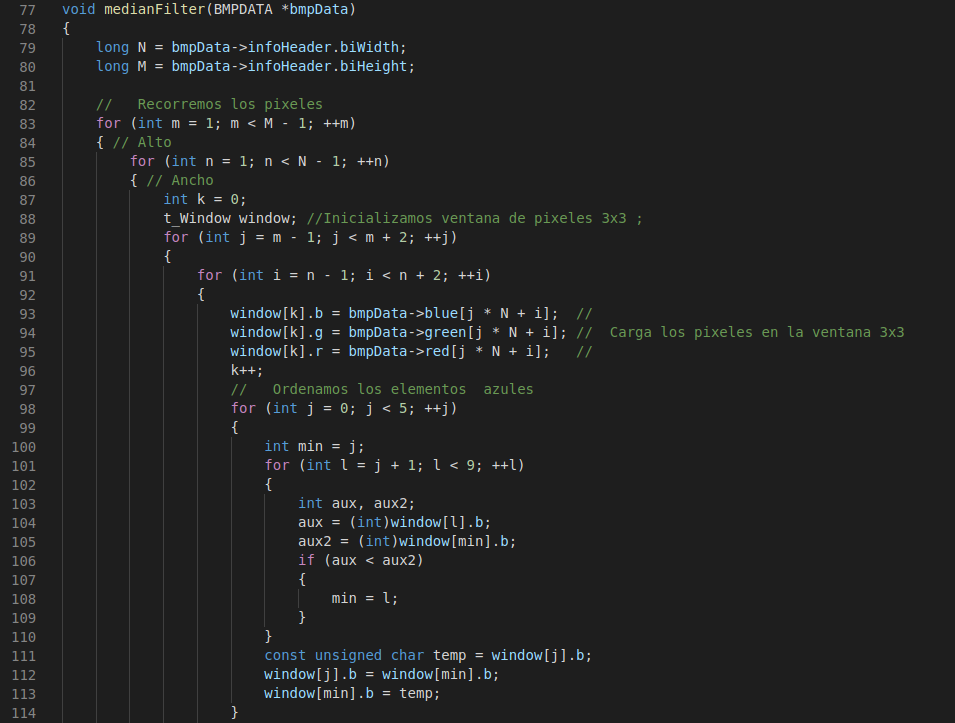 77 void medianFilter(BMPDATA *bmpData)
78 {
79     long N = bmpData->infoHeader.biWidth;
80     long M = bmpData->infoHeader.biHeight;
81
82     //   Recorremos los pixeles
83     for (int m = 1; m < M - 1; ++m)
84     { // Alto
85         for (int n = 1; n < N - 1; ++n)
86         { // Ancho
87             int k = 0;
88             t_Window window; //Inicializamos ventana de pixeles 3x3 ;
89             for (int j = m - 1; j < m + 2; ++j)
90             {
91                 for (int i = n - 1; i < n + 2; ++i)
92                 {
93                     window[k].b = bmpData->blue[j * N + i];  //
94                     window[k].g = bmpData->green[j * N + i]; //  Carga los pixeles en la ventana 3x3
95                     window[k].r = bmpData->red[j * N + i];   //
96                     k++;
97                     //   Ordenamos los elementos  azules
98                     for (int j = 0; j < 5; ++j)
99                     {
100                         int min = j;
101                         for (int l = j + 1; l < 9; ++l)
102                         {
103                             int aux, aux2;
104                             aux = (int)window[l].b;
105                             aux2 = (int)window[min].b;
106                             if (aux < aux2)
107                             {
108                                 min = l;
109                             }
110                         }
111                         const unsigned char temp = window[j].b;
112                         window[j].b = window[min].b;
113                         window[min].b = temp;
114                     }